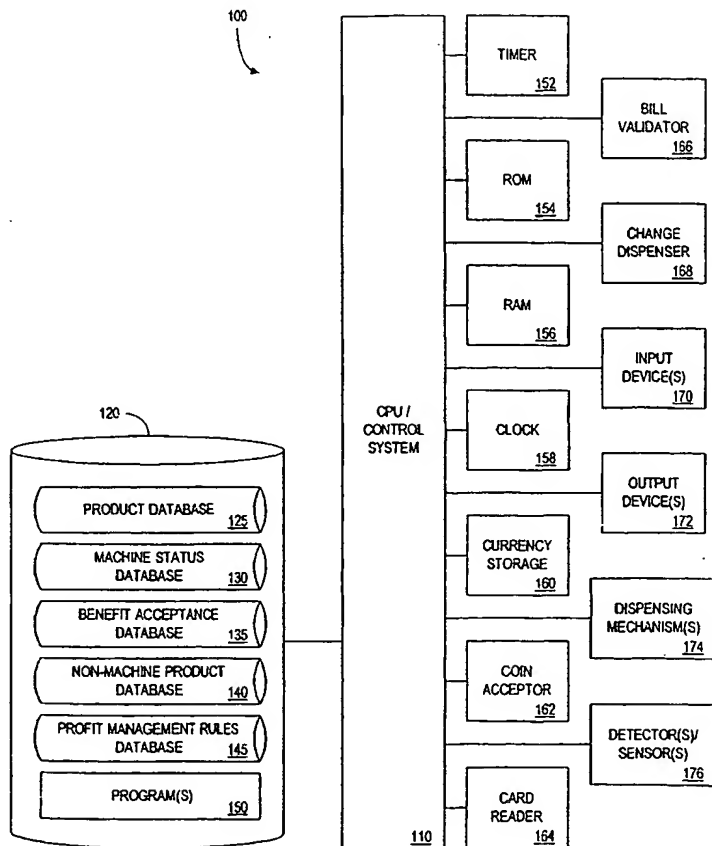 100
120
PRODUCT DATABASE
125
MACHINE STATUS
DATABASE
130
BENEFIT ACCEPTANCE
DATABASE
135
NON-MACHINE PRODUCT
DATABASE
140
PROFIT MANAGEMENT RULES
DATABASE
145
PROGRAM(S)
150
CPU /
CONTROL
SYSTEM
110
TIMER
152
BILL
VALIDATOR
166
ROM
154
CHANGE
DISPENSER
168
RAM
156
INPUT
DEVICE(S)
170
CLOCK
158
OUTPUT
DEVICE(S)
172
CURRENCY
STORAGE
160
DISPENSING
MECHANISM(S)
174
COIN
ACCEPTOR
162
DETECTOR(S)/
SENSOR(S)
176
CARD
READER
164